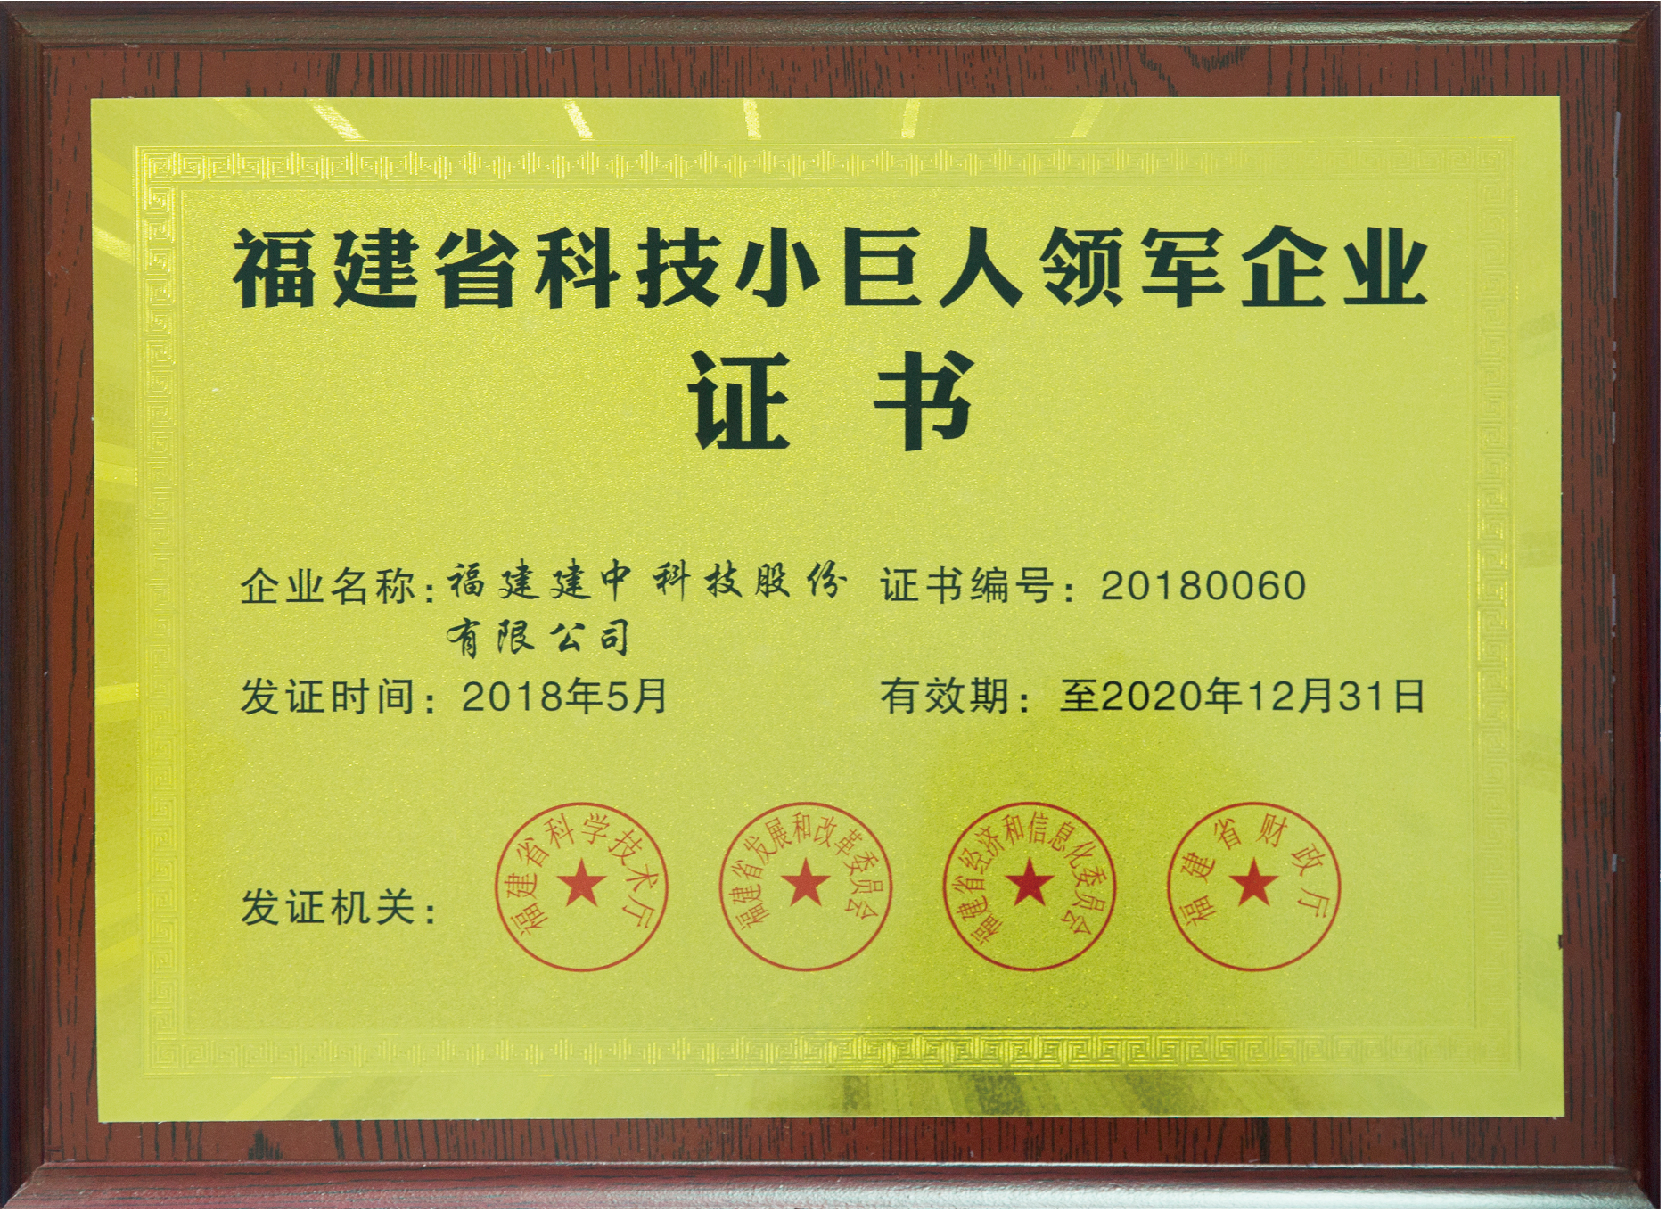 福建省科技小巨人领军企业
证 书
企业名称：福建建中科技股份 证书编号：20180060
有限公司
发证时间：2018年5月 有效期：至2020年12月31日
发证机关：
福建省科学技术厅
福建省发展和改革委员会
福建省经济和信息化委员会
福建省财政厅